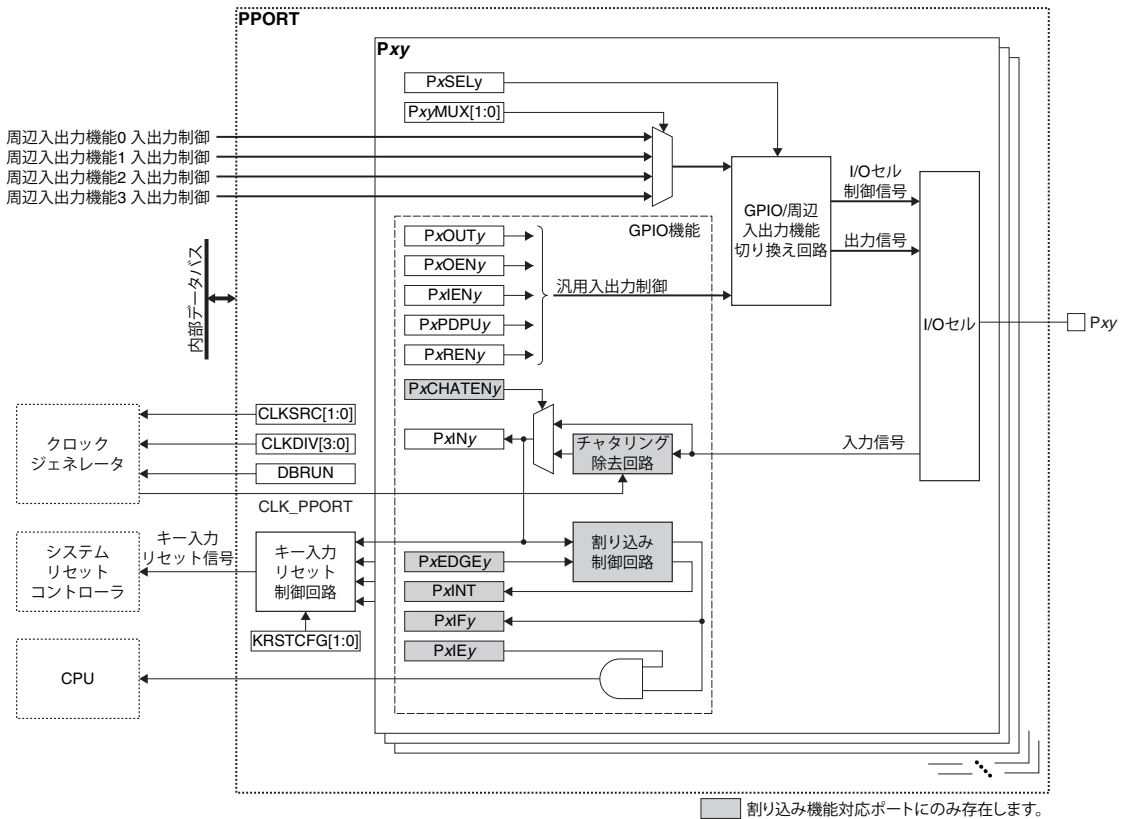 PPORT
Pxy
PxSELy
PxyMUX[1:0]
周辺入出力機能0 入出力制御
周辺入出力機能1 入出力制御
周辺入出力機能2 入出力制御
周辺入出力機能3 入出力制御
GPIO/周辺
入出力機能
切り換え回路
I/Oセル
制御信号
出力信号
I/Oセル
Pxy
GPIO機能
PxOUTy
PxOENy
PxIENy
PxPDPUy
PxRENy
汎用入出力制御
内部データバス
PxCHATENy
PxINy
チャタリング
除去回路
入力信号
クロック
ジェネレータ
CLKSRC[1:0]
CLKDIV[3:0]
DBRUN
CLK_PPORT
システム
リセット
コントローラ
キー入力
リセット信号
キー入力
リセット
制御回路
KRSTCFG[1:0]
割り込み
制御回路
PxEDGEy
PxINT
PxIFy
PxIEy
CPU
割り込み機能対応ポートにのみ存在します。